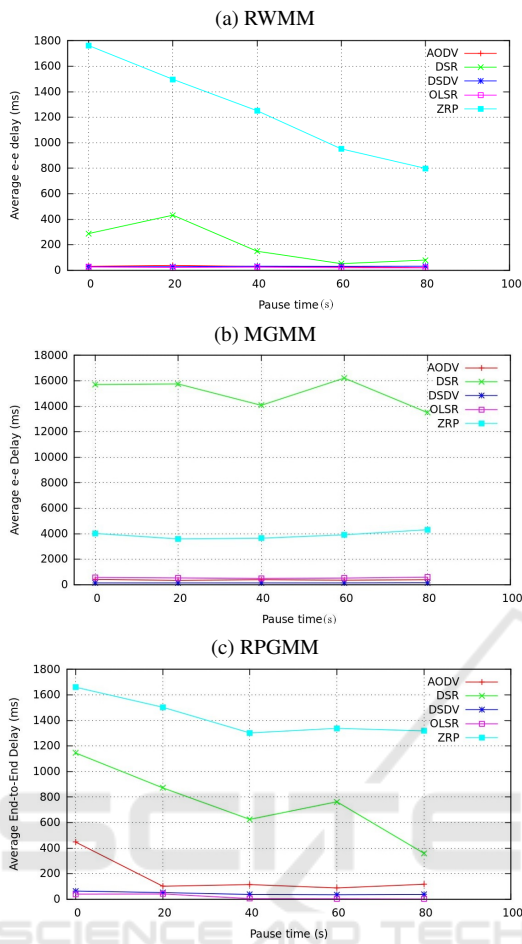 (a) RWMM
1800
1600
1400
1200
1000
800
600
400
200
0
Average e-e delay (ms)
AODV
DSR
DSDV
OLSR
ZRP
0 20 40 60 80 100
Pause time(s)
(b) MGMM
18000
16000
14000
12000
10000
8000
6000
4000
2000
0
Average e-e Delay (ms)
AODV
DSR
DSDV
OLSR
ZRP
0 20 40 60 80 100
Pause time(s)
(c) RPGMM
1800
1600
1400
1200
1000
800
600
400
200
0
Average End-to-End Delay (ms)
AODV
DSR
DSDV
OLSR
ZRP
0 20 40 60 80 100
Pause time (s)
SCITE
SCIENCE AND TECH